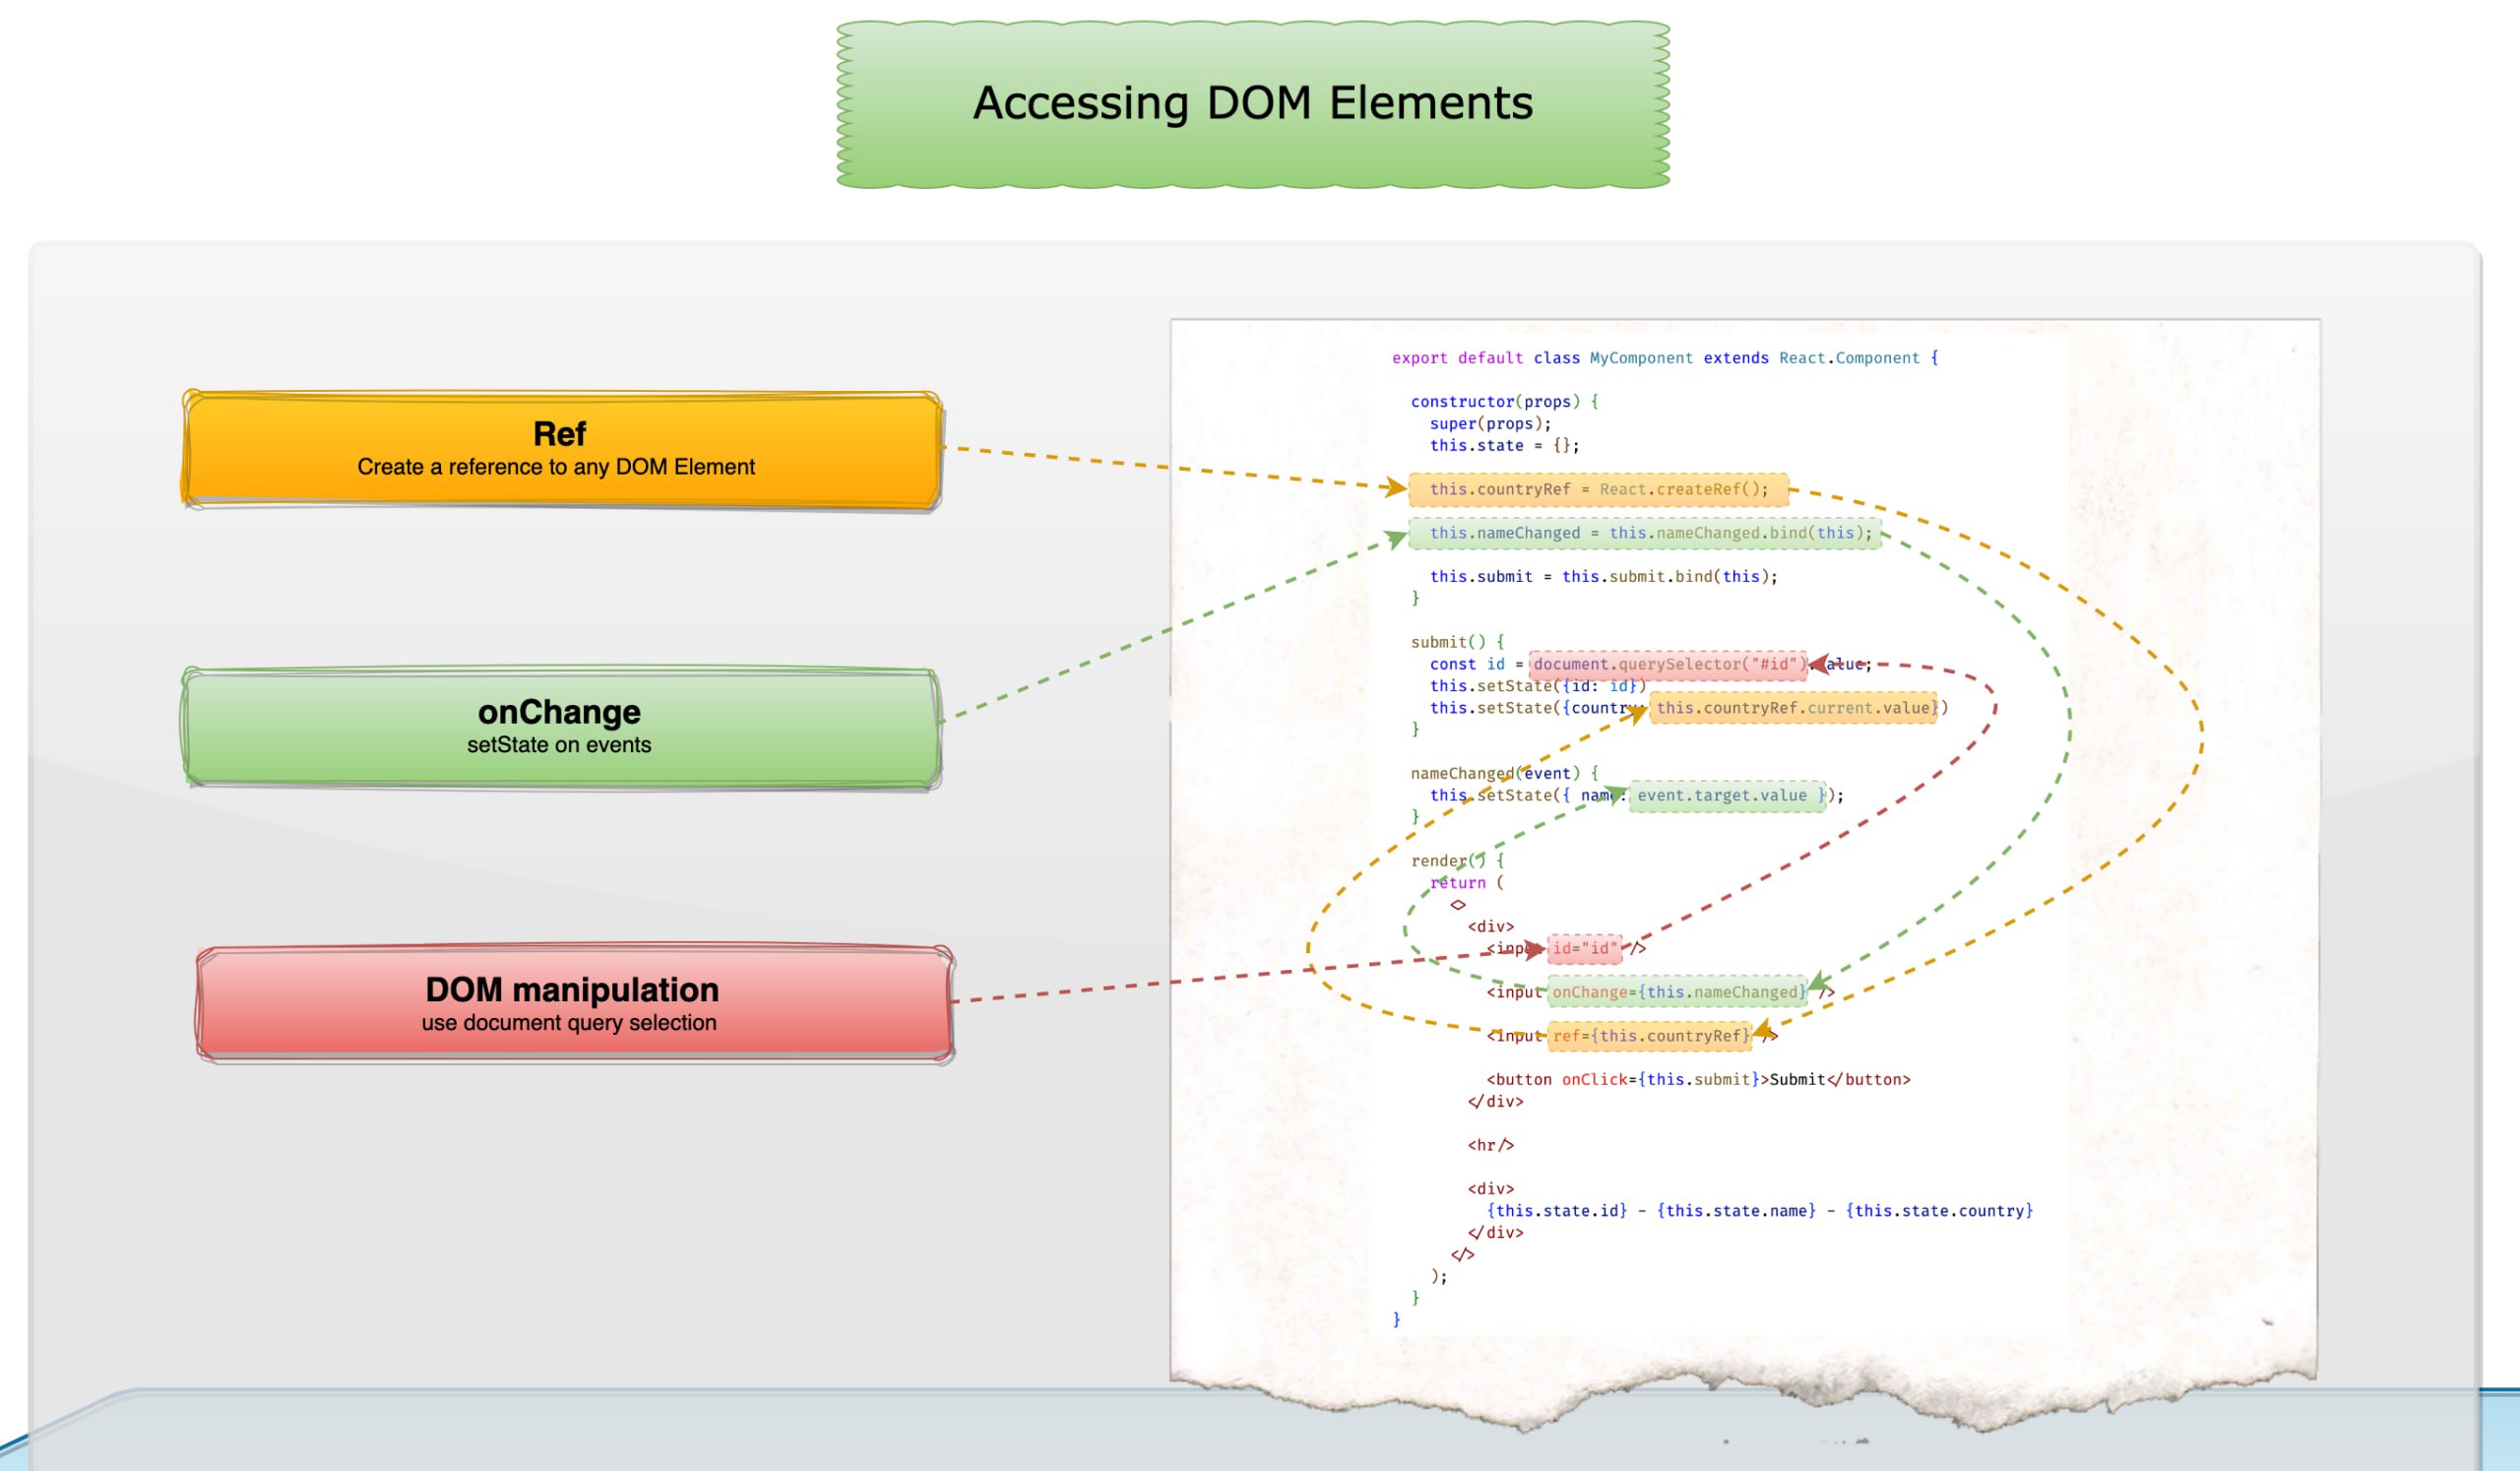 Accessing DOM Elements
Ref
Create a reference to any DOM Element
onChange
setState on events
DOM manipulation
use document query selection
export default class MyComponent extends React.Component {
constructor(props) {
super(props);
this.state = {};
this.countryRef = React.createRef();
this.nameChanged = this.nameChanged.bind(this);
this.submit = this.submit.bind(this);
}
submit() {
const id = document.querySelector("#id").value;
this.setState({id: id})
this.setState({country: this.countryRef.current.value})
}
nameChanged(event) {
this.setState({ name: event.target.value });
}
render() {
return (
<>
<div>
<input id="id" />
<input onChange={this.nameChanged} />
<input ref={this.countryRef} />
<button onClick={this.submit}>Submit</button>
</div>
<hr/>
<div>
{this.state.id} - {this.state.name} - {this.state.country}
</div>
</>
);
}
}